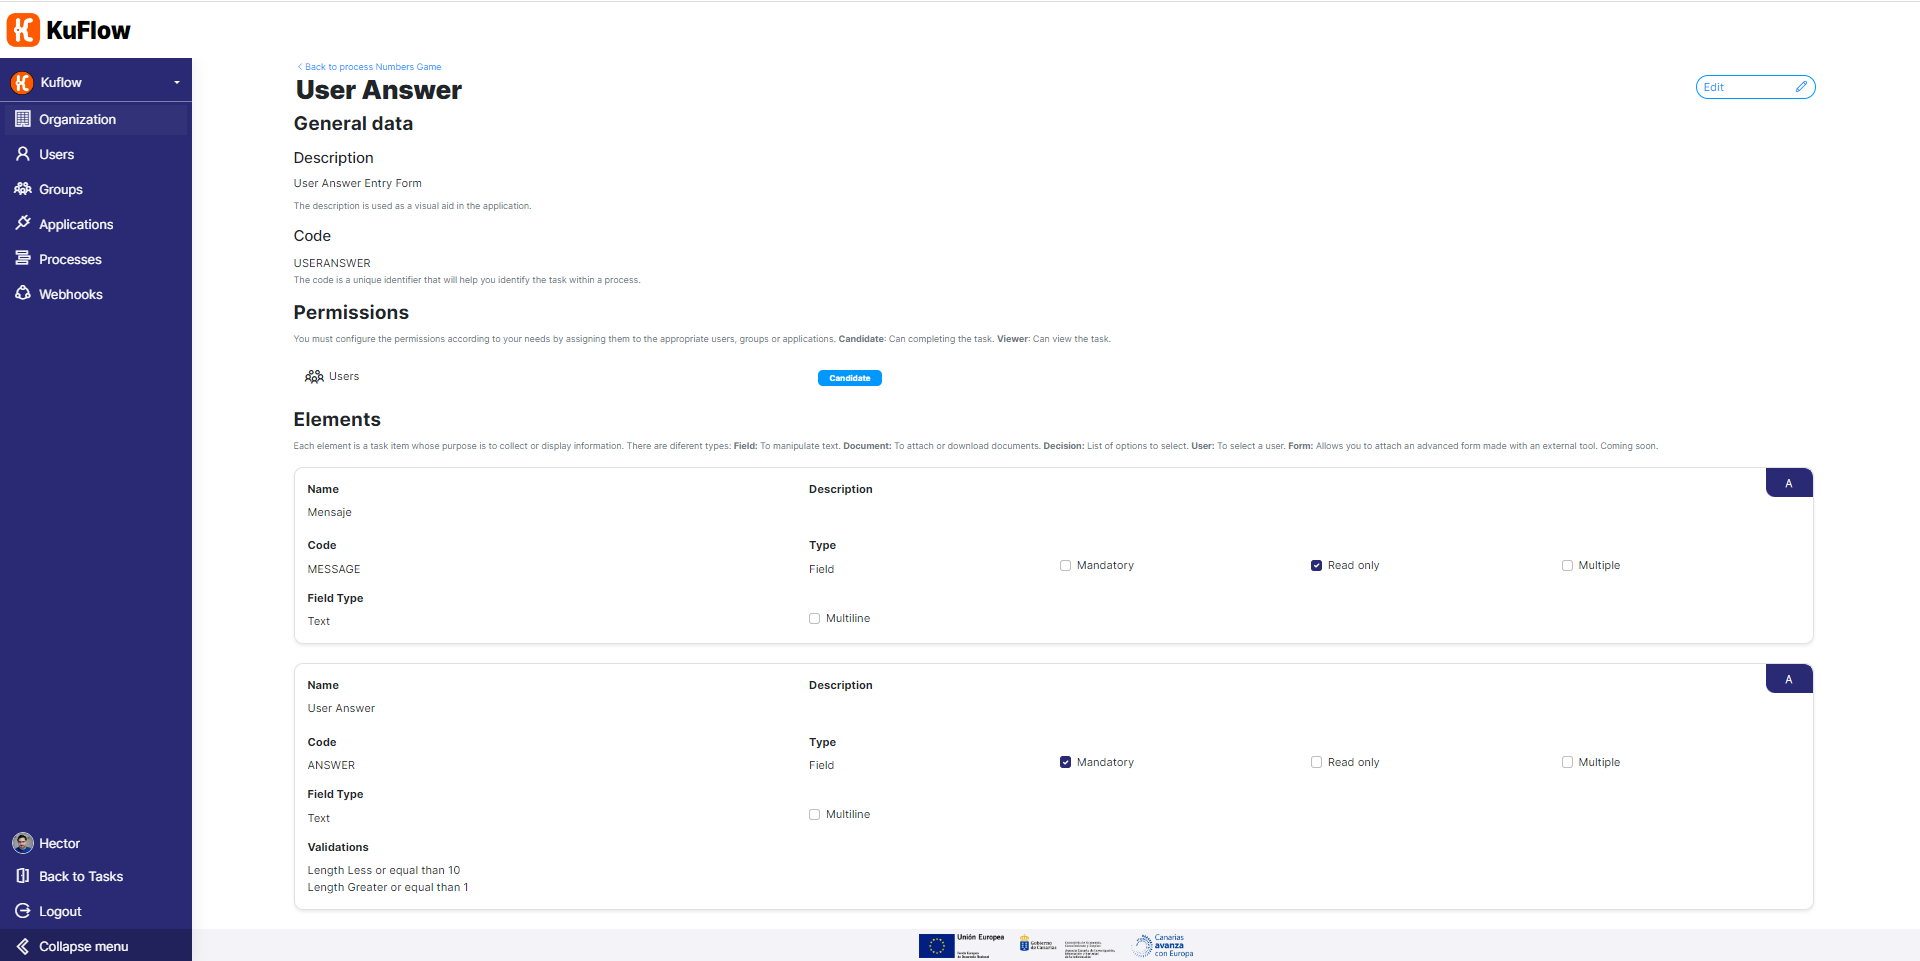 KuFlow
Kuflow
Organization
Users
Groups
Applications
Processes
Webhooks
Hector
Back to Tasks
Logout
Collapse menu
Back to process Numbers Game
User Answer
Edit
General data
Description
User Answer Entry Form
The description is used as a visual aid in the application.
Code
USERANSWER
The code is a unique identifier that will help you identify the task within a process.
Permissions
You must configure the permissions according to your needs by assigning them to the appropriate users, groups or applications. Candidate: Can completing the task. Viewer: Can view the task.
Users
Candidate
Elements
Each element is a task item whose purpose is to collect or display information. There are diferent types: Field: To manipulate text. Document: To attach or download documents. Decision: List of options to select. User: To select a user. Form: Allows you to attach an advanced form made with an external tool. Coming soon.
A
Name Description
Mensaje
Code Type
MESSAGE Field Mandatory Read only Multiple
Field Type
Text Multiline
A
Name Description
User Answer
Code Type
ANSWER Field Mandatory Read only Multiple
Field Type
Text Multiline
Validations
Length Less or equal than 10
Length Greater or equal than 1
Unión Europea
Gobierno
de Canarias
Canarias
avanza
con Europa